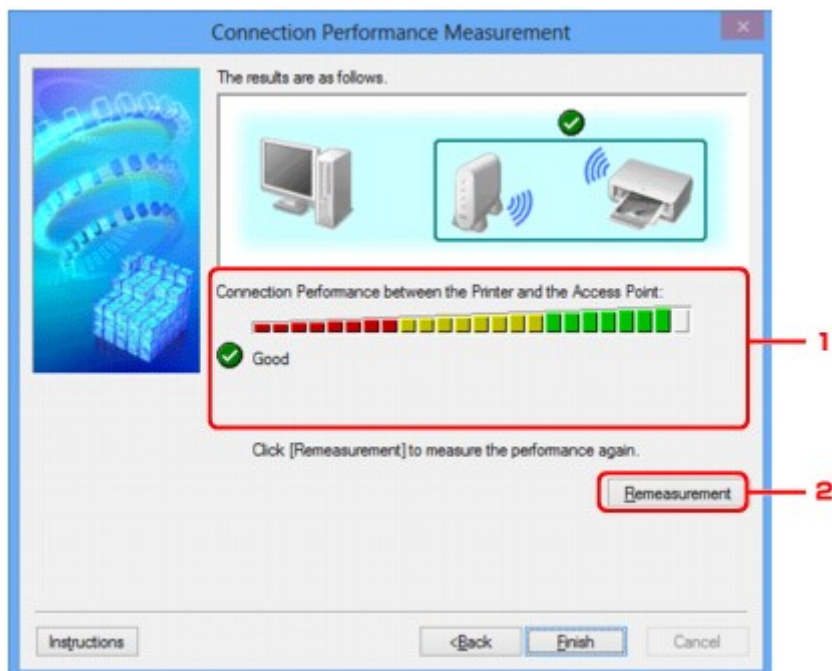 Connection Performance Measurement
The results are as follows.
Connection Performance between the Printer and the Access Point:
Good
1
Click [Remeasurement] to measure the performance again.
Remeasurement
2
Instructions
<Back
Finish
Cancel